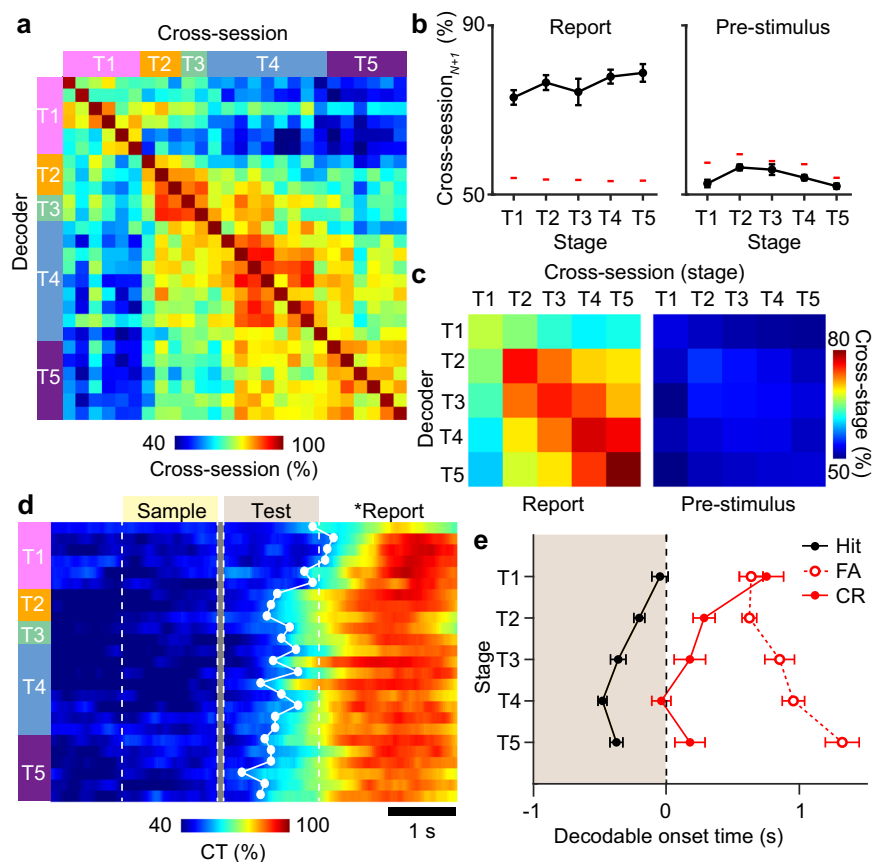 a
Cross-session
T1 T2 T3 T4 T5
Decoder
T1
T2
T3
T4
T5
40 100
Cross-session (%)
b
Report
Pre-stimulus
Cross-session N+1 (%)
90
50
T1 T2 T3 T4 T5
Stage
T1 T2 T3 T4 T5
Stage
c
Cross-session (stage)
T1 T2 T3 T4 T5
T1 T2 T3 T4 T5
Decoder
T1
T2
T3
T4
T5
80
50
Cross-stage (%)
Report
Pre-stimulus
d
Sample Test *Report
T1
T2
T3
T4
T5
40 100
CT (%)
1 s
e
Hit
FA
CR
Stage
T1
T2
T3
T4
T5
-1 0 1
Decodable onset time (s)